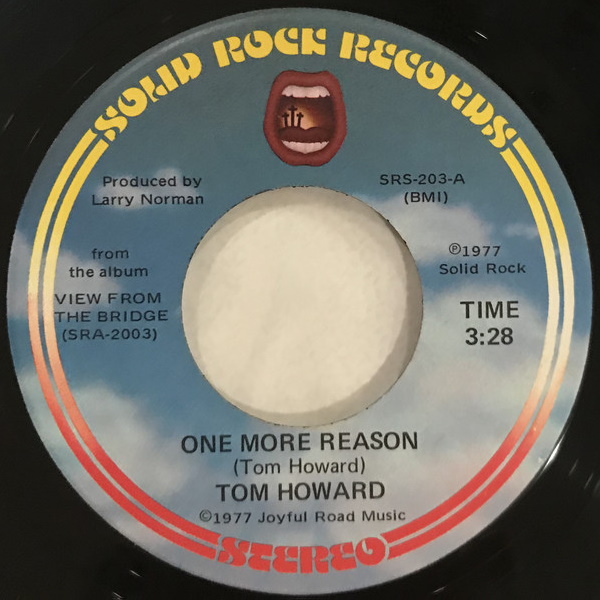 SOLID ROCK RECORDS
Produced by
Larry Norman
SRS-203-A
(BMI)
from
the album
VIEW FROM
THE BRIDGE
(SRA-2003)
℗1977
Solid Rock
TIME
3:28
ONE MORE REASON
(Tom Howard)
TOM HOWARD
©1977 Joyful Road Music
STEREO